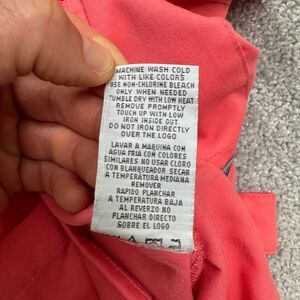 MACHINE WASH COLD
WITH LIKE COLORS
USE NON-CHLORINE BLEACH
ONLY WHEN NEEDED
TUMBLE DRY WITH LOW HEAT
REMOVE PROMPTLY
TOUCH UP WITH LOW
IRON INSIDE OUT
DO NOT IRON DIRECTLY
OVER THE LOGO
LAVAR A MAQUINA CON
AGUA FRIA CON COLORES
SIMILARES NO USAR CLORO
CON BLANQUEADOR SECAR
A TEMPERATURA MEDIANA
REMOVER
RAPIDO PLANCHAR
A TEMPERATURA BAJA
AL REVERZO NO
PLANCHAR DIRECTO
SOBRE EL LOGO